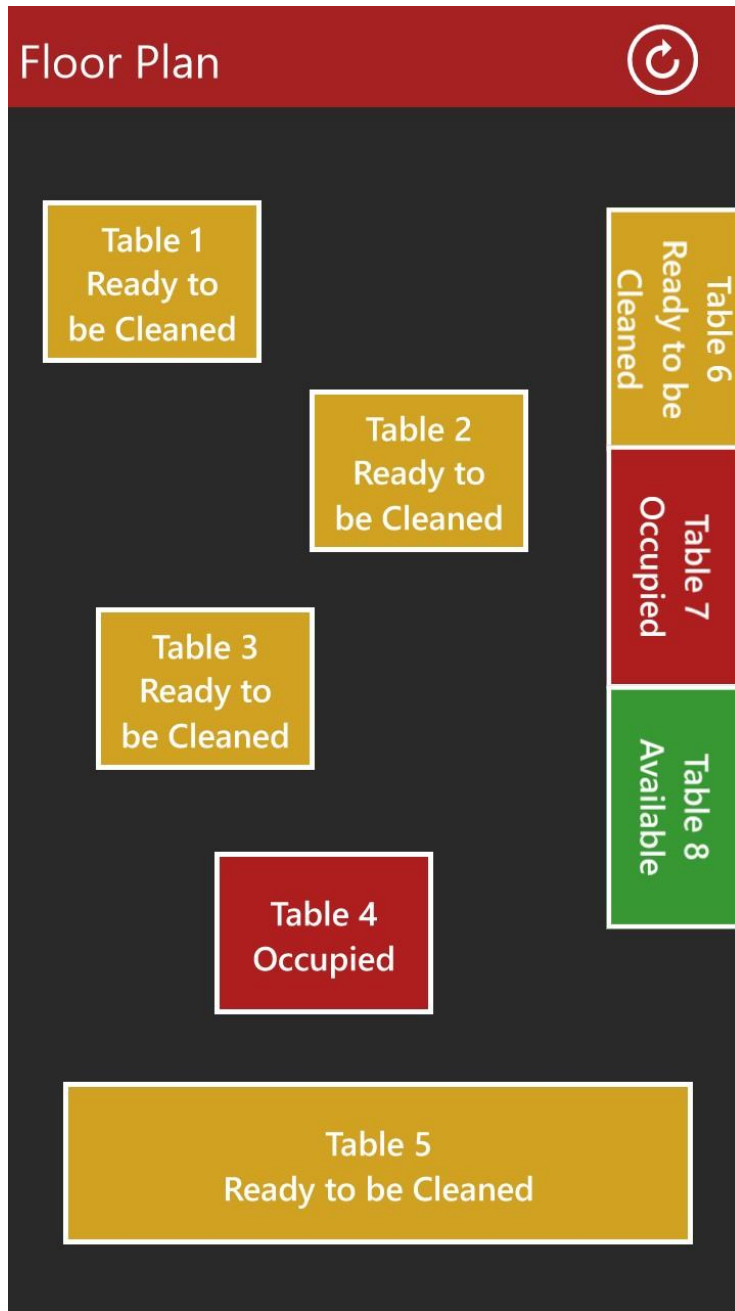 Floor Plan
Table 1
Ready to
be Cleaned
Table 2
Ready to
be Cleaned
Table 3
Ready to
be Cleaned
Table 4
Occupied
Table 5
Ready to be Cleaned
Table 6
Ready to be
Cleaned
Table 7
Occupied
Table 8
Available